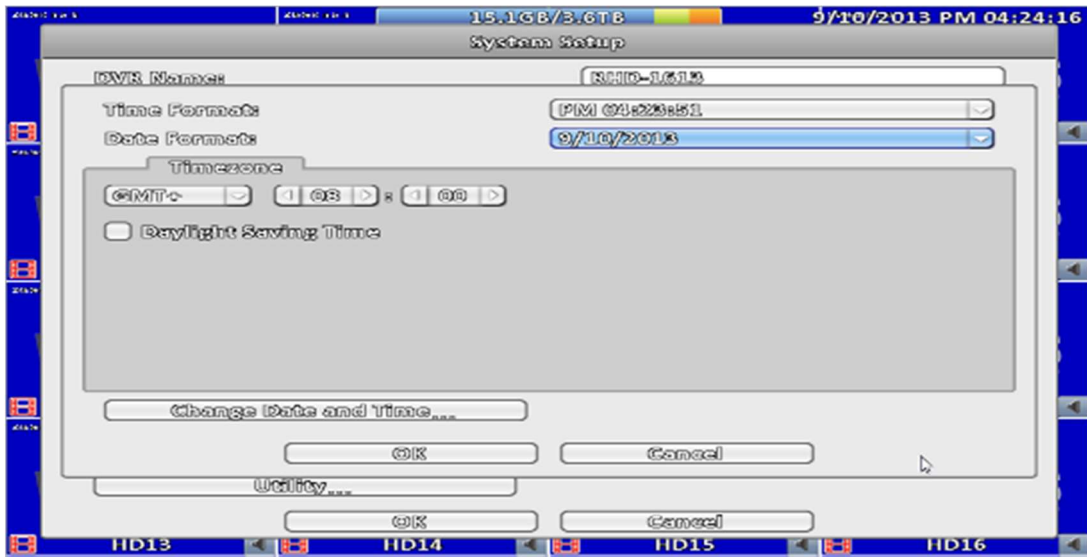 15.1GB/3.6TB
9/10/2013 PM 04:24:16
System Setup
DVR Name: RHD-1613
Time Format: PM 04:23:51
Date Format: 9/10/2013
Timezone
GMT+ 08 : 00
Daylight Saving Time
Change Date and Time...
OK Cancel
Utility...
OK Cancel
HD13 HD14 HD15 HD16